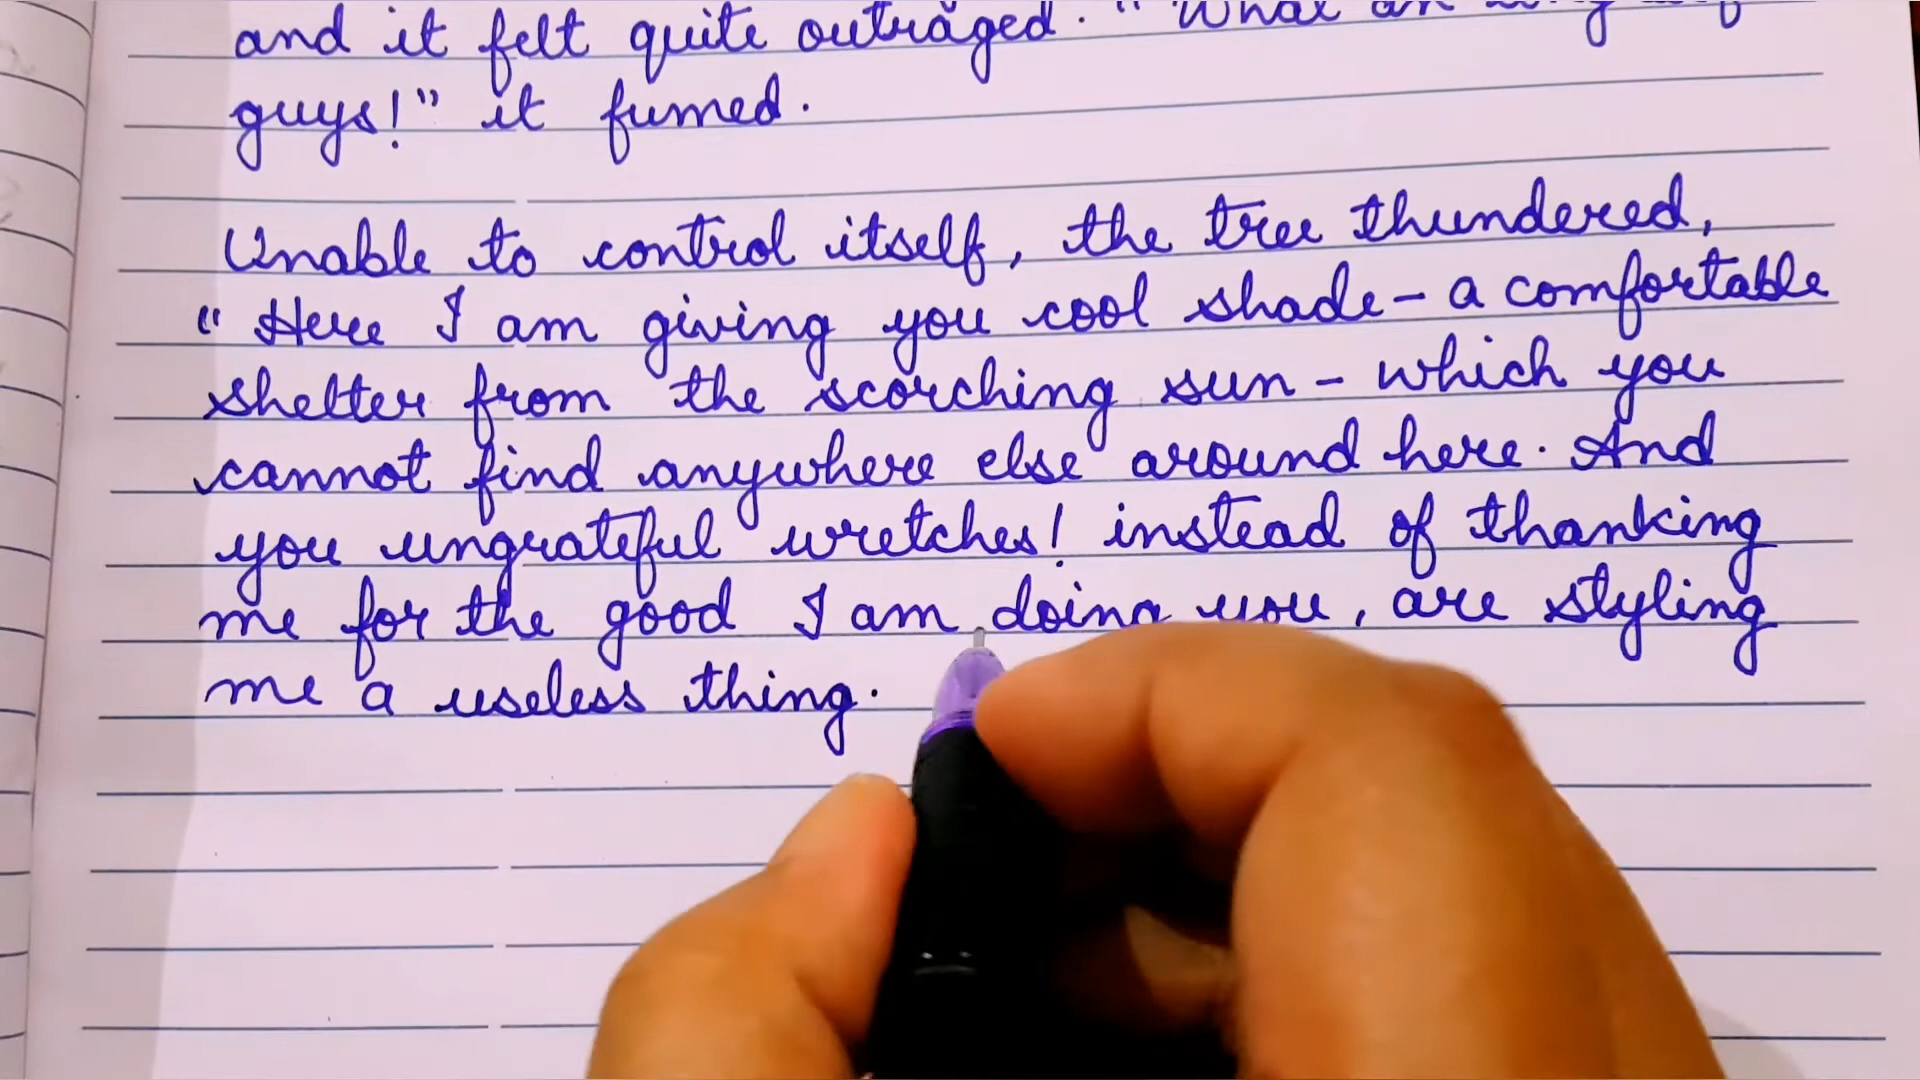 and it felt quite outraged. "What an
guys!" it fumed.
Unable to control itself, the tree thundered,
"Here I am giving you cool shade - a comfortable
shelter from the scorching sun - which you
cannot find anywhere else around here. And
you ungrateful wretches! instead of thanking
me for the good I am doing you, are styling
me a useless thing.